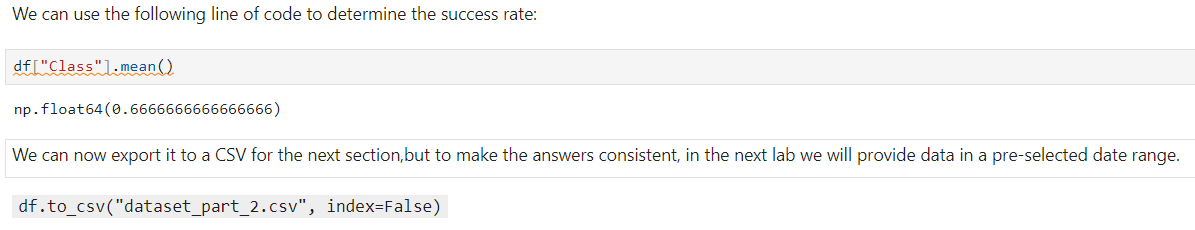 We can use the following line of code to determine the success rate:
df["Class"].mean()
np.float64(0.6666666666666666)
We can now export it to a CSV for the next section,but to make the answers consistent, in the next lab we will provide data in a pre-selected date range.
df.to_csv("dataset_part_2.csv", index=False)